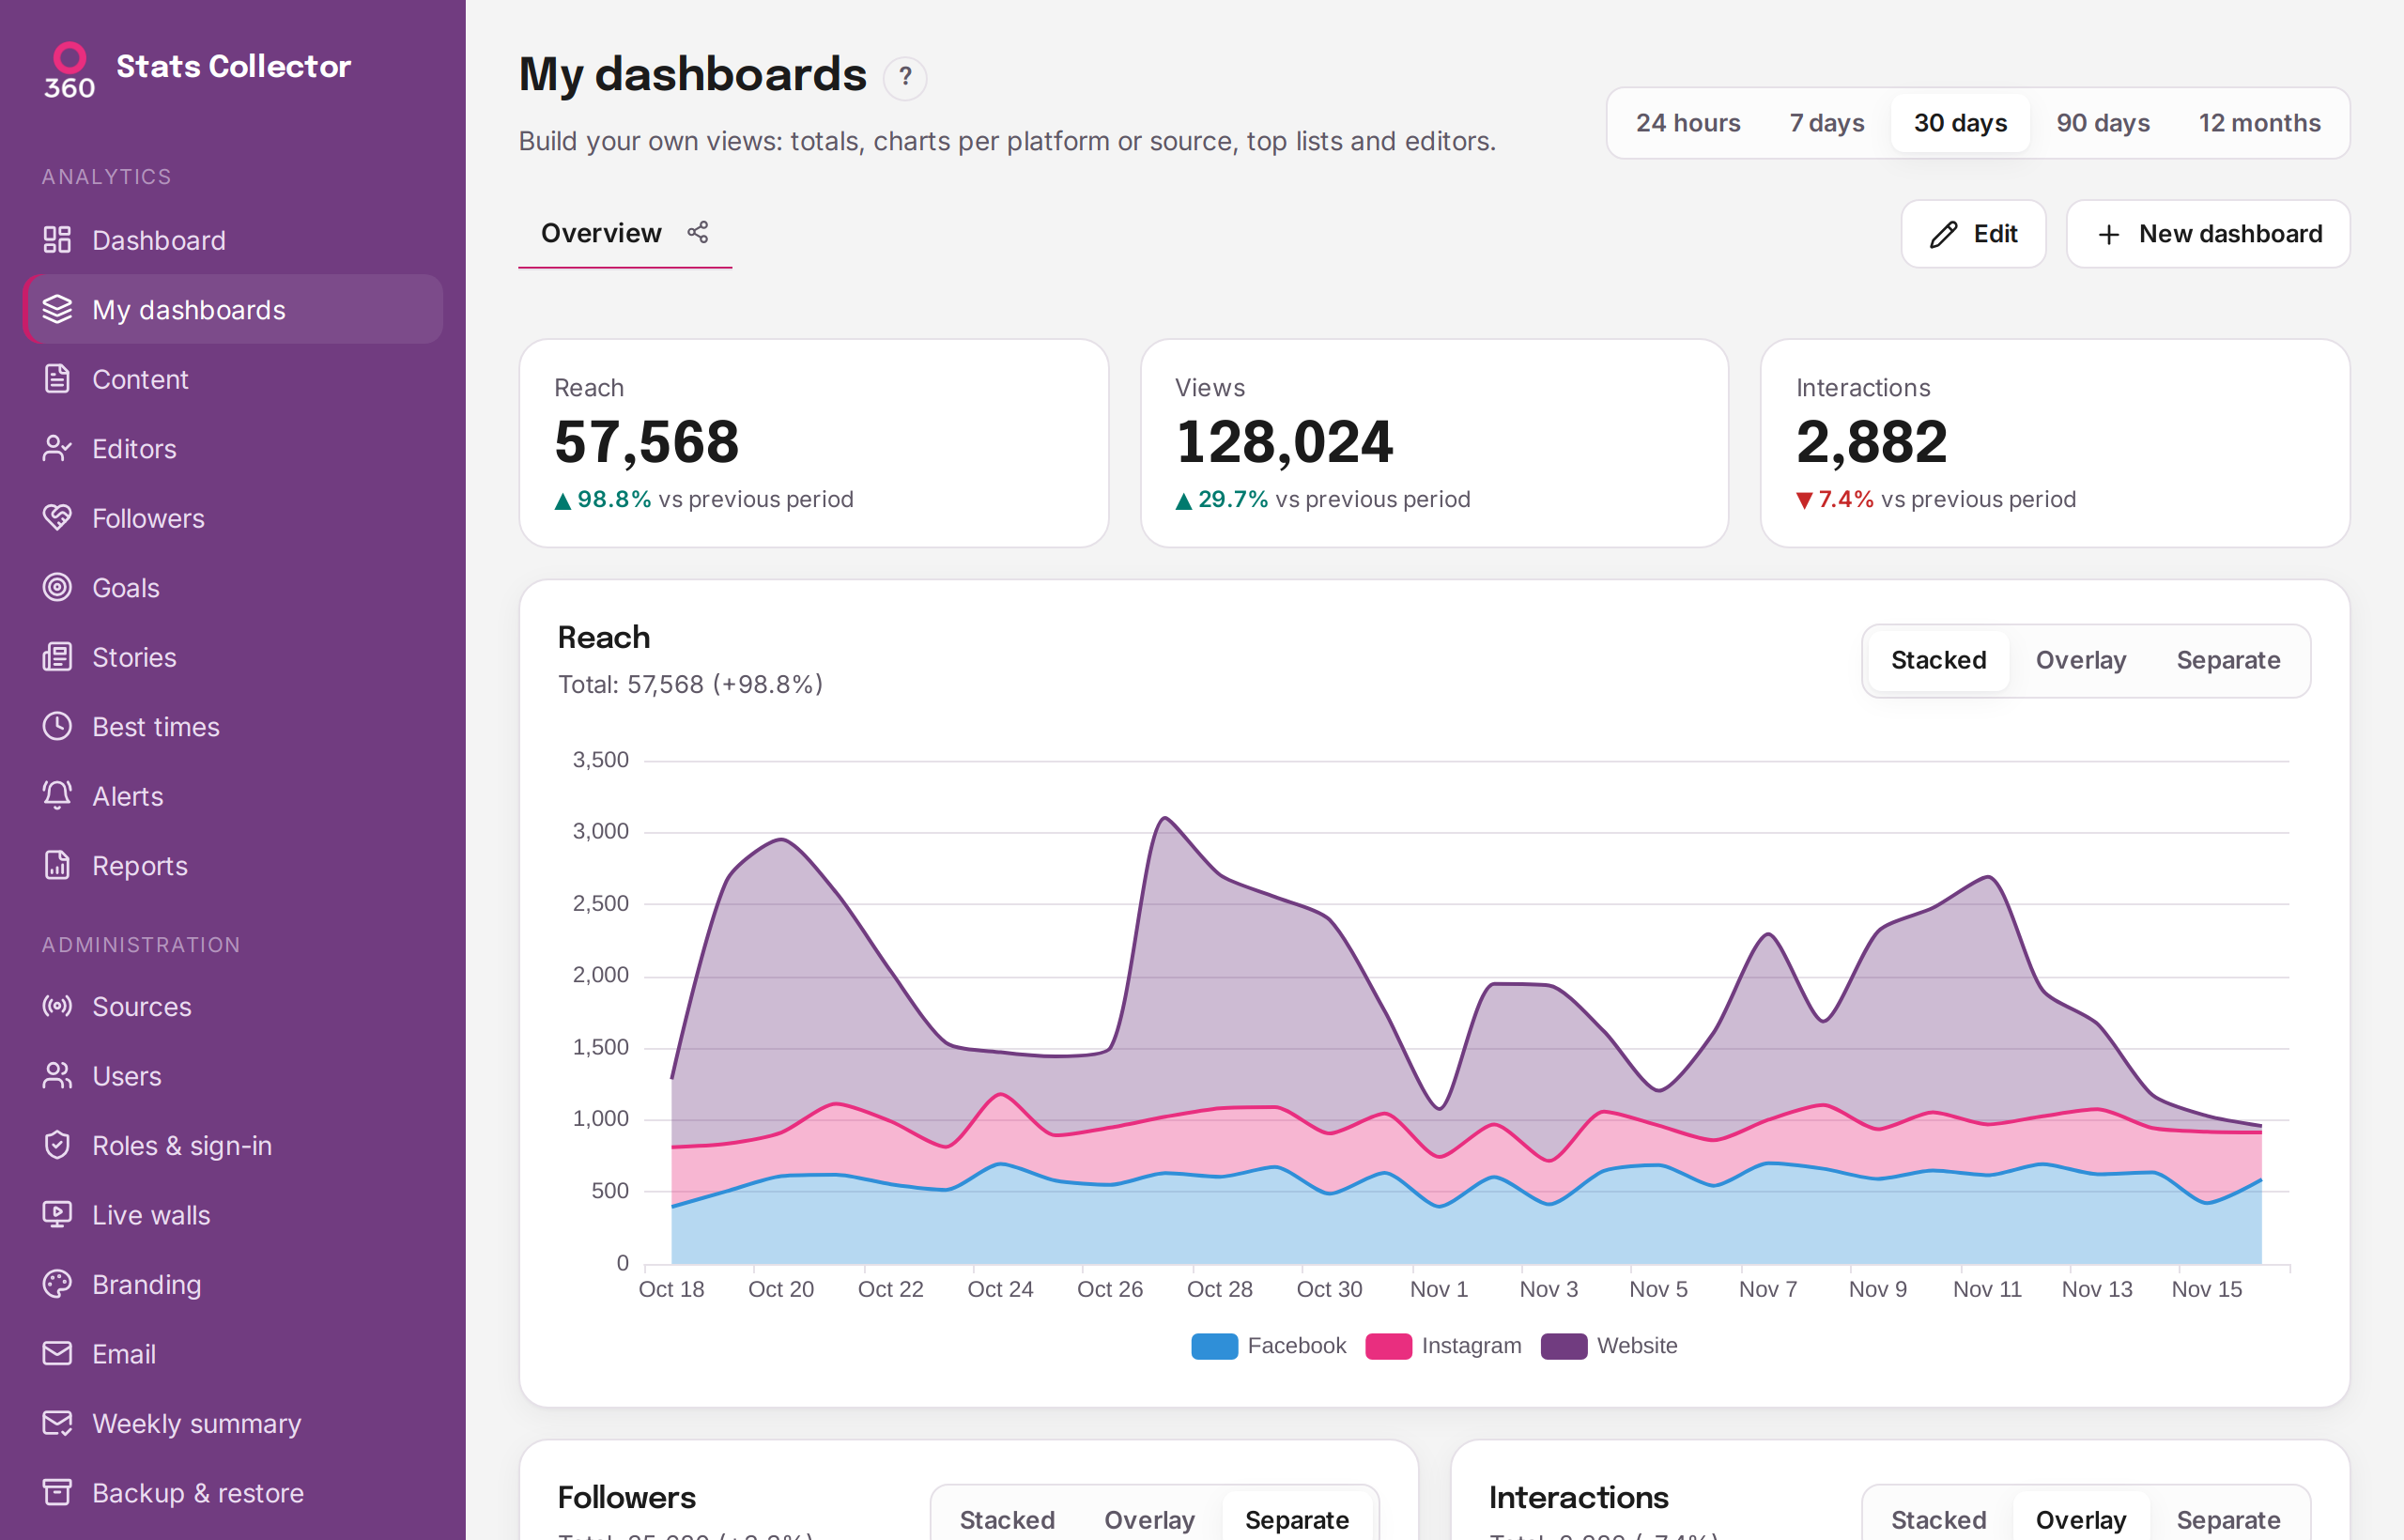 360
Stats Collector
ANALYTICS
Dashboard
My dashboards
Content
Editors
Followers
Goals
Stories
Best times
Alerts
Reports
ADMINISTRATION
Sources
Users
Roles & sign-in
Live walls
Branding
Email
Weekly summary
Backup & restore
My dashboards ?
Build your own views: totals, charts per platform or source, top lists and editors.
24 hours 7 days 30 days 90 days 12 months
Overview
Edit
New dashboard
Reach
57,568
▲ 98.8% vs previous period
Views
128,024
▲ 29.7% vs previous period
Interactions
2,882
▼ 7.4% vs previous period
Reach
Total: 57,568 (+98.8%)
Stacked Overlay Separate
3,500
3,000
2,500
2,000
1,500
1,000
500
0
Oct 18 Oct 20 Oct 22 Oct 24 Oct 26 Oct 28 Oct 30 Nov 1 Nov 3 Nov 5 Nov 7 Nov 9 Nov 11 Nov 13 Nov 15
Facebook Instagram Website
Followers
Stacked Overlay Separate
Interactions
Stacked Overlay Separate